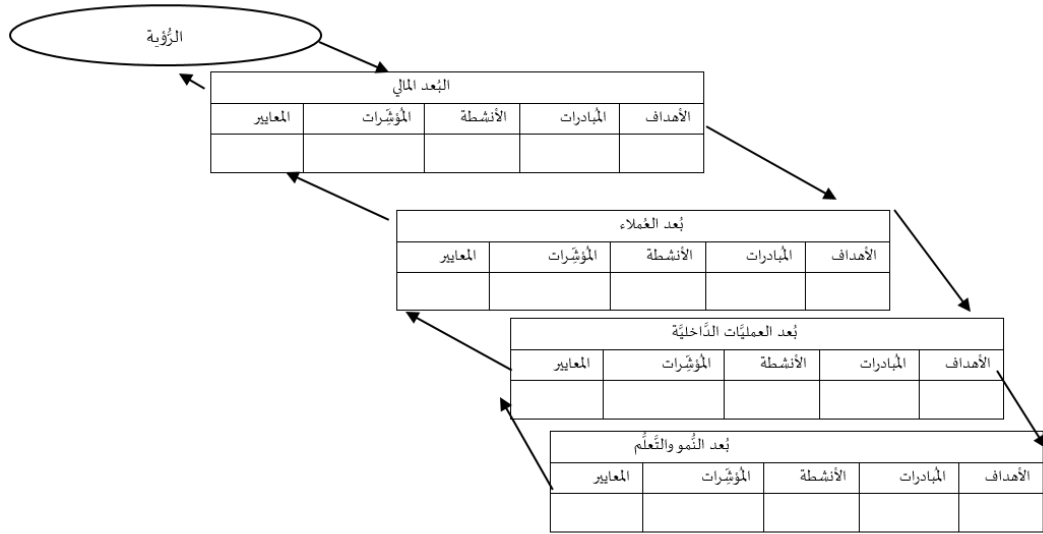 الرُّؤية
البُعد المالي
الأهداف المُبادرات الأنشطة المُؤشِّرات المعايير
بُعد العُملاء
الأهداف المُبادرات الأنشطة المُؤشِّرات المعايير
بُعد العمليَّات الدَّاخليَّة
الأهداف المُبادرات الأنشطة المُؤشِّرات المعايير
بُعد النُّمو والتَّعلُّم
الأهداف المُبادرات الأنشطة المُؤشِّرات المعايير